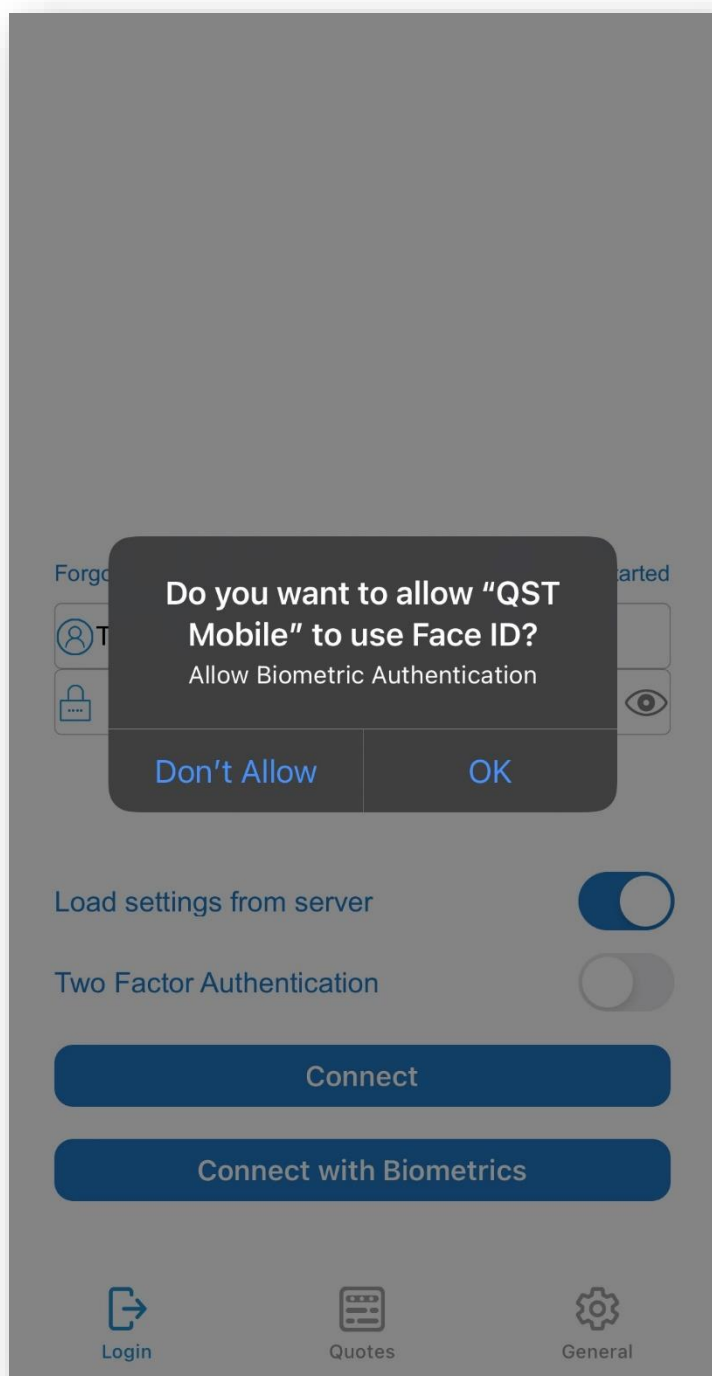 Do you want to allow “QST
Mobile” to use Face ID?
Allow Biometric Authentication
Don’t Allow
OK
Load settings from server
Two Factor Authentication
Connect
Connect with Biometrics
Login
Quotes
General